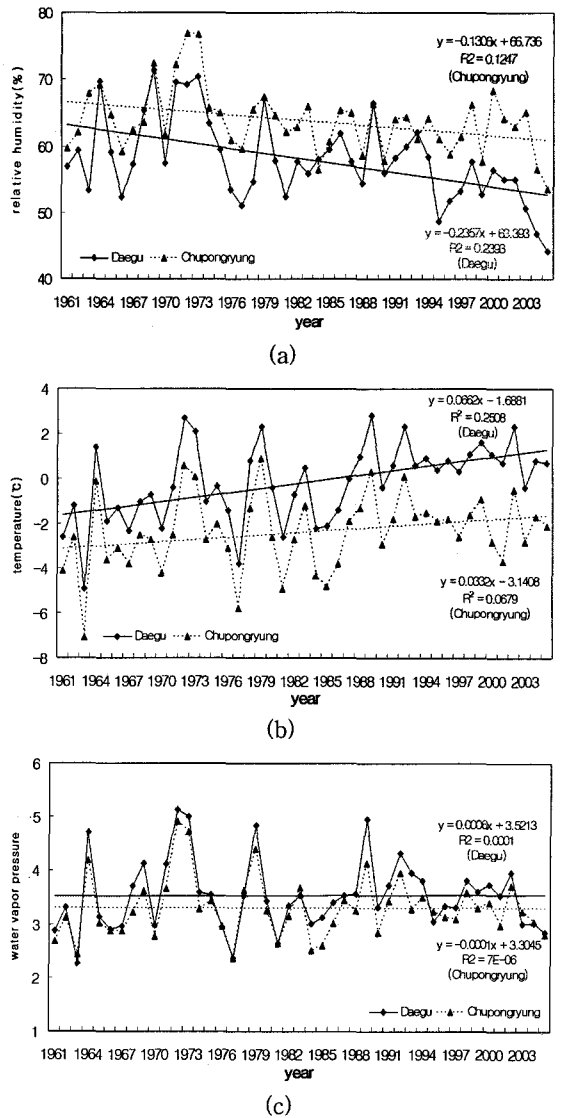 80
70
60
50
40
relative humidity(%)
y = -0.1306x + 66.736
R2 = 0.1247
(Chupongryung)
y = -0.2357x + 63.393
R2 = 0.2393
(Daegu)
Daegu Chupongryung
1961 1964 1967 1970 1973 1976 1979 1982 1985 1988 1991 1994 1997 2000 2003
year
(a)
4
2
0
-2
-4
-6
-8
temperature(℃)
y = 0.0662x - 1.6881
R² = 0.2508
(Daegu)
y = 0.0332x - 3.1408
R² = 0.0679
(Chupongryung)
Daegu Chupongryung
1961 1964 1967 1970 1973 1976 1979 1982 1985 1988 1991 1994 1997 2000 2003
year
(b)
6
5
4
3
2
1
water vapor pressure
y = 0.0006x + 3.5213
R2 = 0.0001
(Daegu)
y = -0.0001x + 3.3045
R2 = 7E-06
(Chupongryung)
Daegu Chupongryung
1961 1964 1967 1970 1973 1976 1979 1982 1985 1988 1991 1994 1997 2000 2003
year
(c)